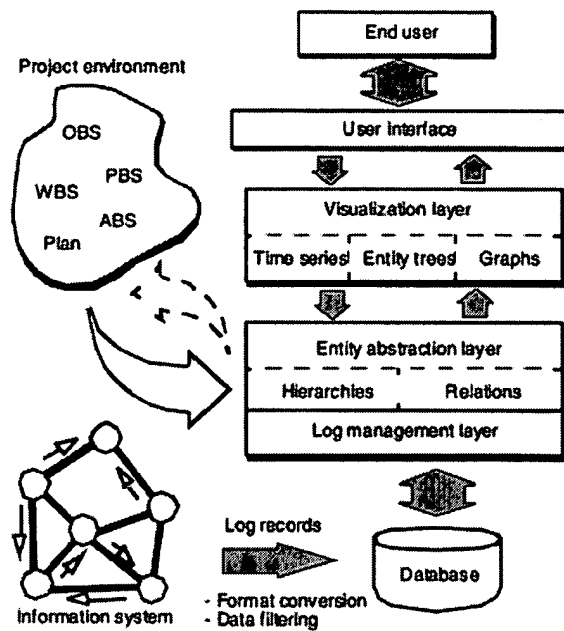 End user
Project environment
User interface
OBS
PBS
WBS
ABS
Plan
Visualization layer
Time series
Entity trees
Graphs
Entity abstraction layer
Hierarchies
Relations
Log management layer
Log records
Database
Information system
- Format conversion
- Data filtering